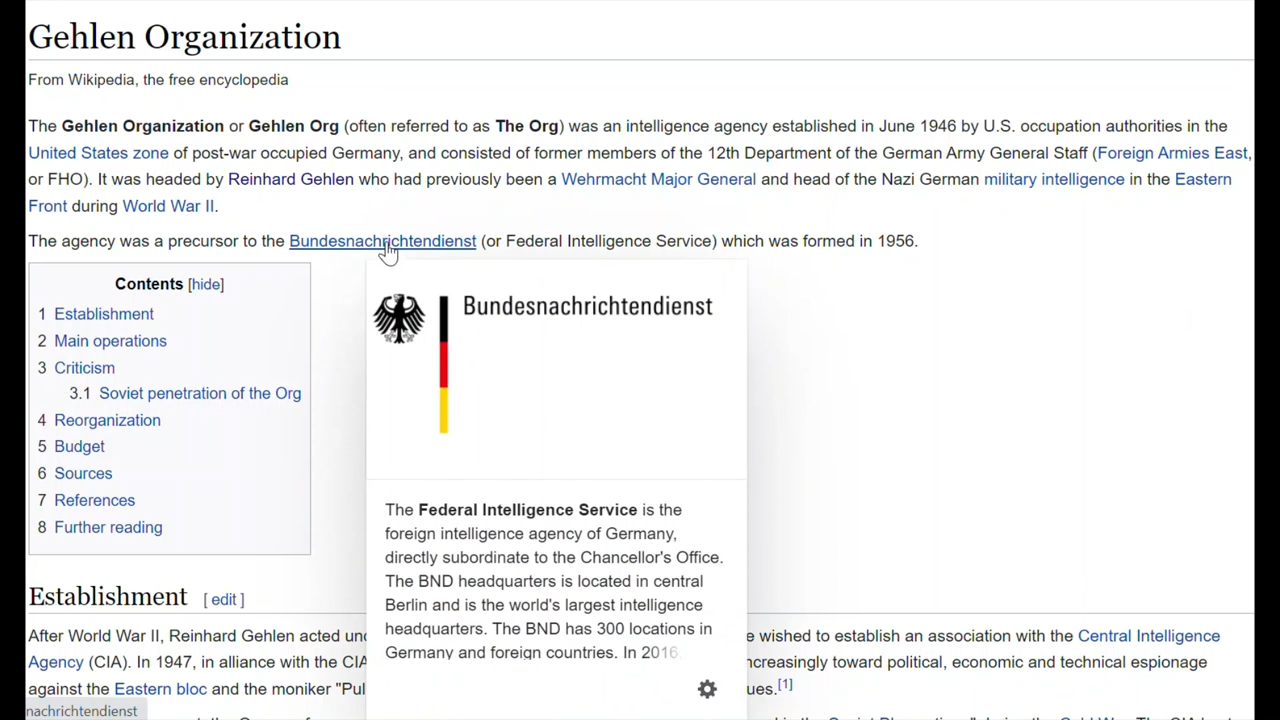 Gehlen Organization
From Wikipedia, the free encyclopedia
The Gehlen Organization or Gehlen Org (often referred to as The Org) was an intelligence agency established in June 1946 by U.S. occupation authorities in the
United States zone of post-war occupied Germany, and consisted of former members of the 12th Department of the German Army General Staff (Foreign Armies East,
or FHO). It was headed by Reinhard Gehlen who had previously been a Wehrmacht Major General and head of the Nazi German military intelligence in the Eastern
Front during World War II.
The agency was a precursor to the Bundesnachrichtendienst (or Federal Intelligence Service) which was formed in 1956.
Contents [hide]
1 Establishment
2 Main operations
3 Criticism
3.1 Soviet penetration of the Org
4 Reorganization
5 Budget
6 Sources
7 References
8 Further reading
Bundesnachrichtendienst
The Federal Intelligence Service is the
foreign intelligence agency of Germany,
directly subordinate to the Chancellor's Office.
The BND headquarters is located in central
Berlin and is the world's largest intelligence
headquarters. The BND has 300 locations in
Germany and foreign countries. In 2016,
Establishment [ edit ]
After World War II, Reinhard Gehlen acted e wished to establish an association with the Central Intelligence
Agency (CIA). In 1947, in alliance with the CIA ncreasingly toward political, economic and technical espionage
against the Eastern bloc and the moniker "Pul ues.[1]
nachrichtendienst